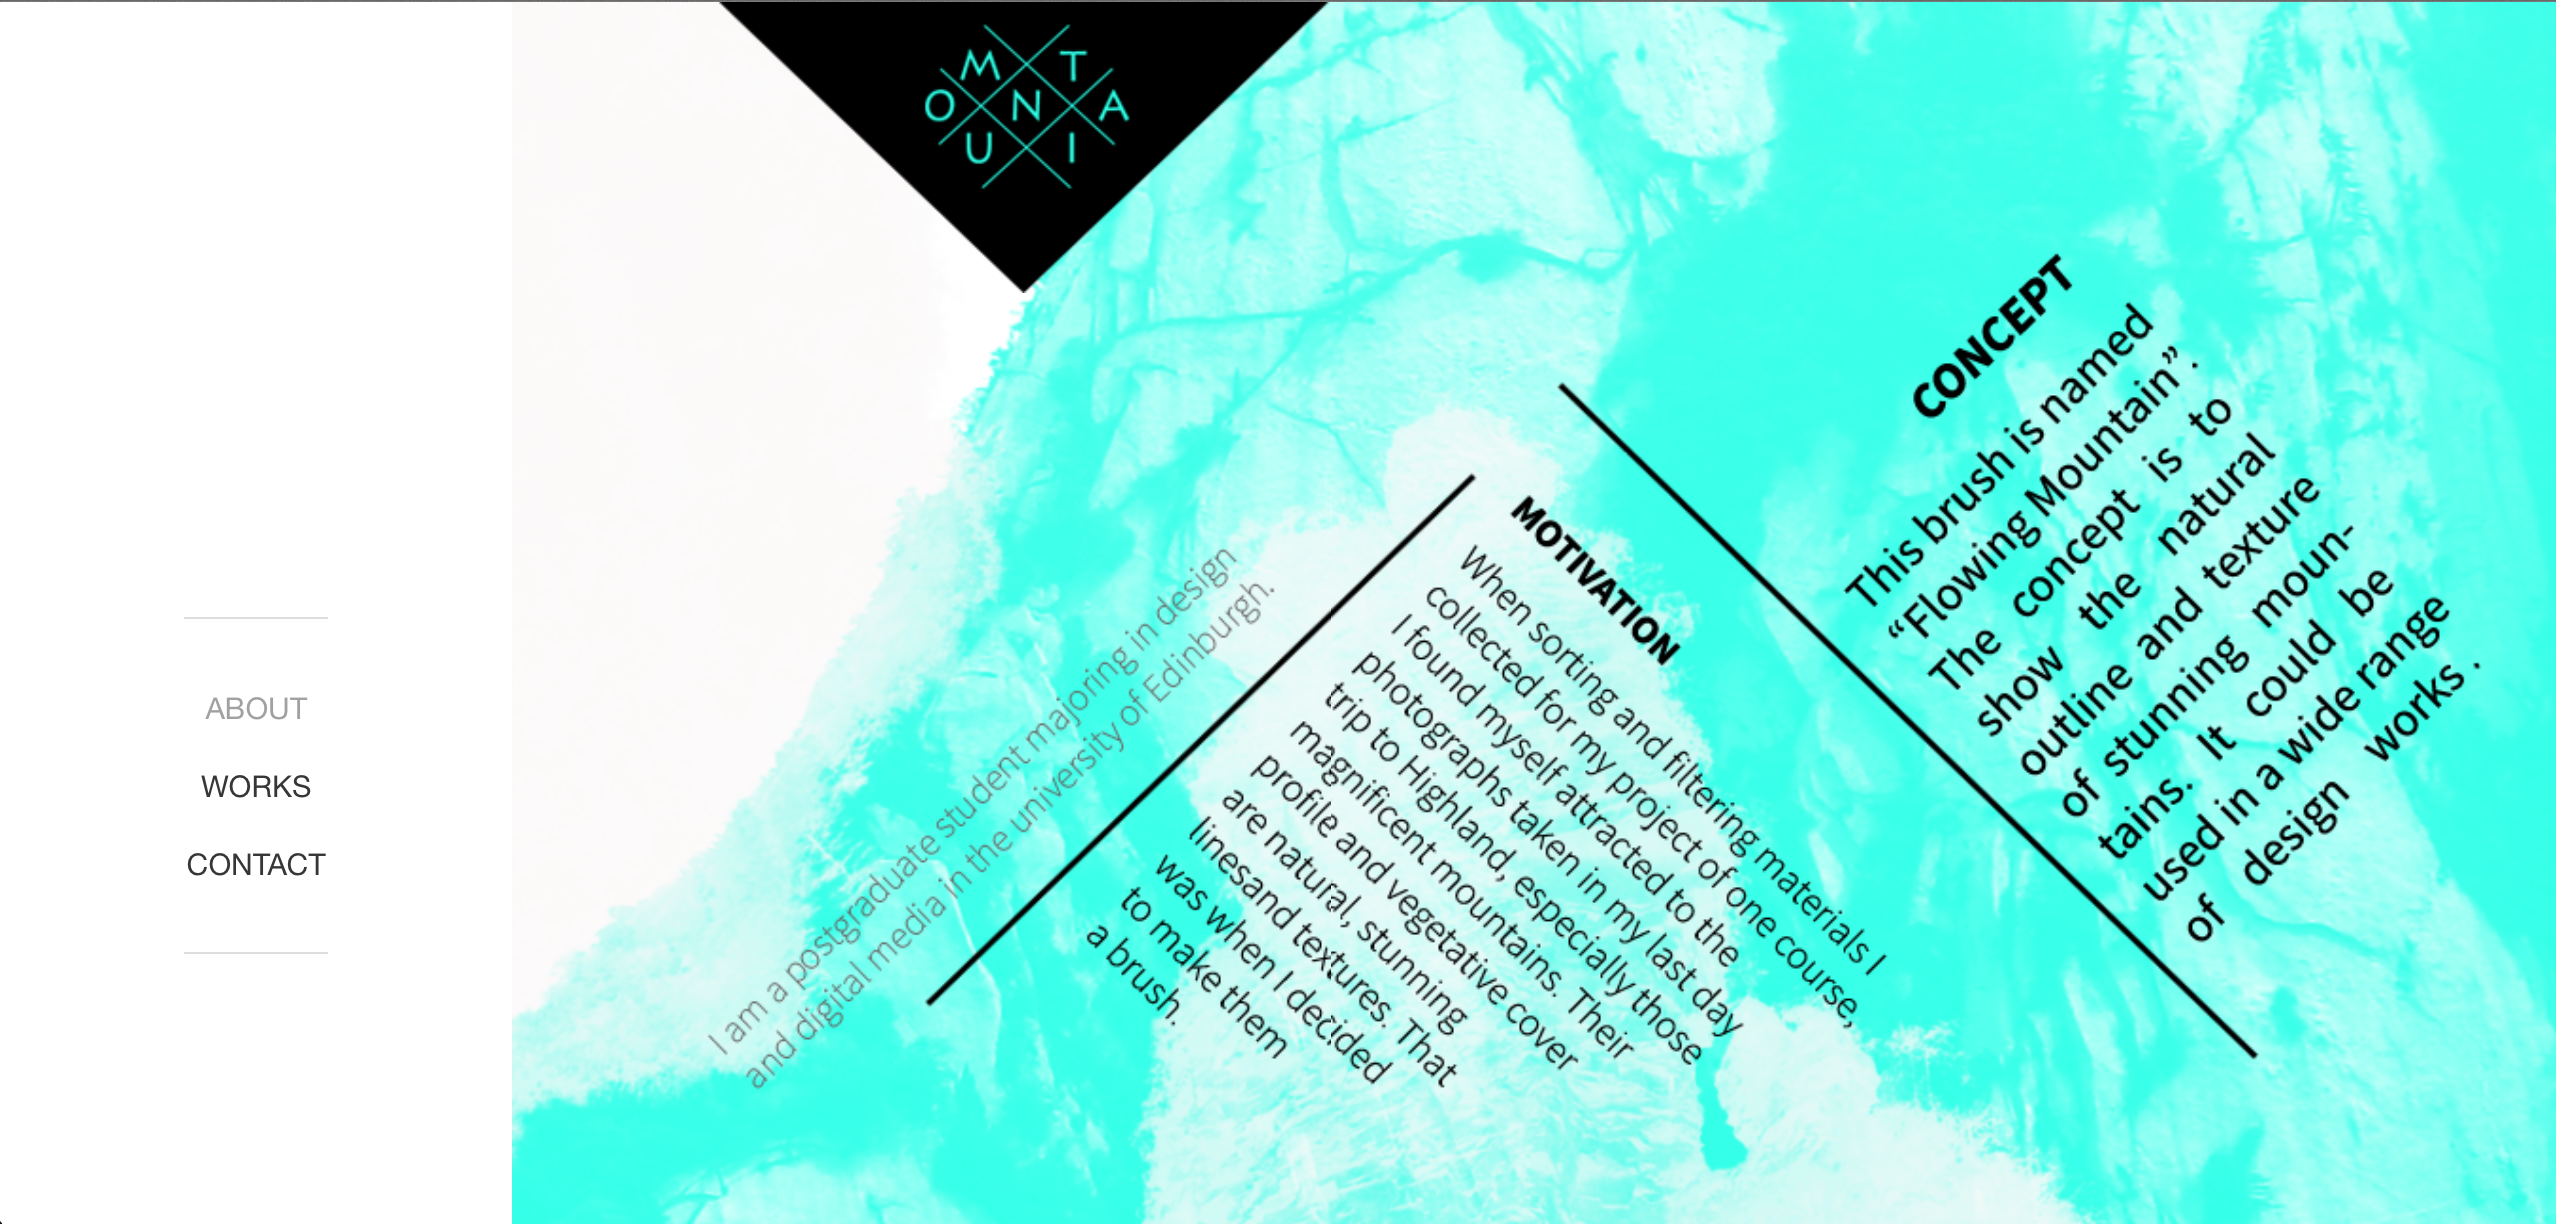 M T
O N A
U I
ABOUT
WORKS
CONTACT
I am a postgraduate student majoring in design
and digital media in the university of Edinburgh.
MOTIVATION
When sorting and filtering materials I
collected for my project of one course,
I found myself attracted to the
photographs taken in my last day
trip to Highland, especially those
magnificent mountains. Their
profile and vegetative cover
are natural, stunning
linesand textures. That
was when I decided
to make them
a brush.
CONCEPT
This brush is named
“Flowing Mountain”.
The concept is to
show the natural
outline and texture
of stunning moun-
tains. It could be
used in a wide range
of design works .